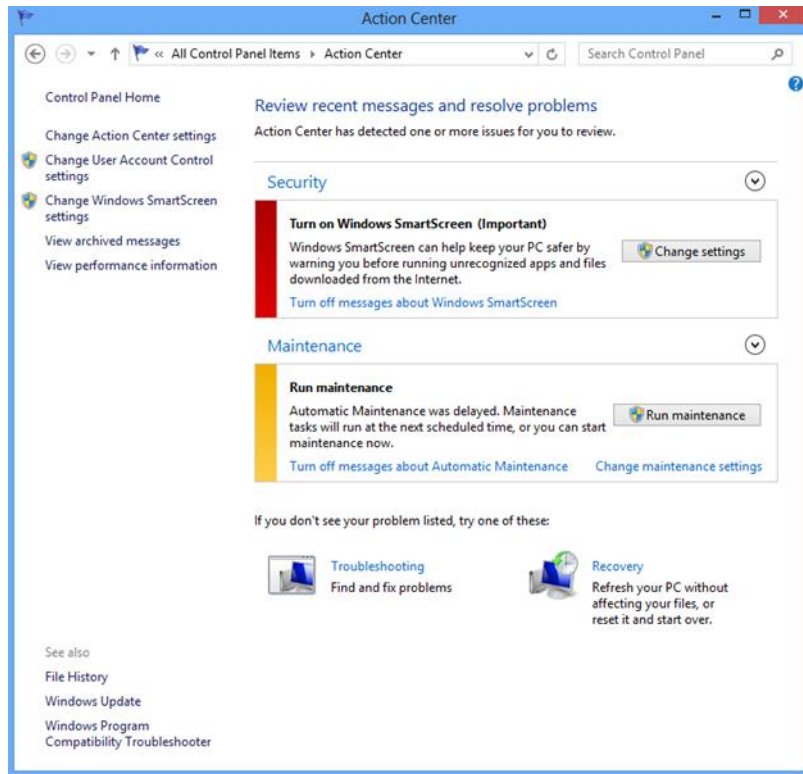 Action Center
« All Control Panel Items ▸ Action Center
Search Control Panel
Control Panel Home
Change Action Center settings
Change User Account Control
settings
Change Windows SmartScreen
settings
View archived messages
View performance information
Review recent messages and resolve problems
Action Center has detected one or more issues for you to review.
Security
Turn on Windows SmartScreen (Important)
Windows SmartScreen can help keep your PC safer by
warning you before running unrecognized apps and files
downloaded from the Internet.
Change settings
Turn off messages about Windows SmartScreen
Maintenance
Run maintenance
Automatic Maintenance was delayed. Maintenance
tasks will run at the next scheduled time, or you can start
maintenance now.
Run maintenance
Turn off messages about Automatic Maintenance
Change maintenance settings
If you don't see your problem listed, try one of these:
Troubleshooting
Find and fix problems
Recovery
Refresh your PC without
affecting your files, or
reset it and start over.
See also
File History
Windows Update
Windows Program
Compatibility Troubleshooter